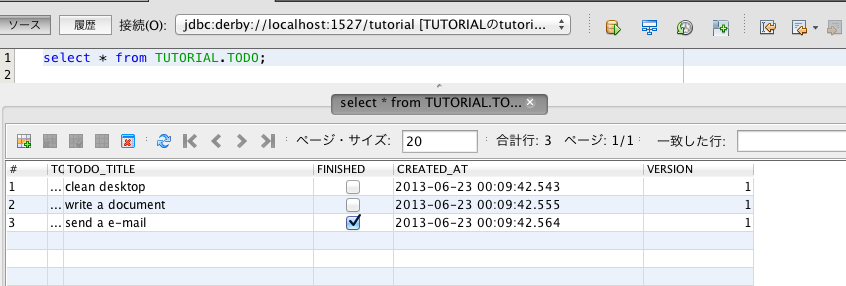 ソース 履歴 接続(O): jdbc:derby://localhost:1527/tutorial [TUTORIALのtutori...
1 select * from TUTORIAL.TODO;
2
select * from TUTORIAL.TO... ×
ページ・サイズ: 20 合計行: 3 ページ: 1/1 一致した行:
# TO TODO_TITLE FINISHED CREATED_AT VERSION
1 ... clean desktop 2013-06-23 00:09:42.543 1
2 ... write a document 2013-06-23 00:09:42.555 1
3 ... send a e-mail 2013-06-23 00:09:42.564 1